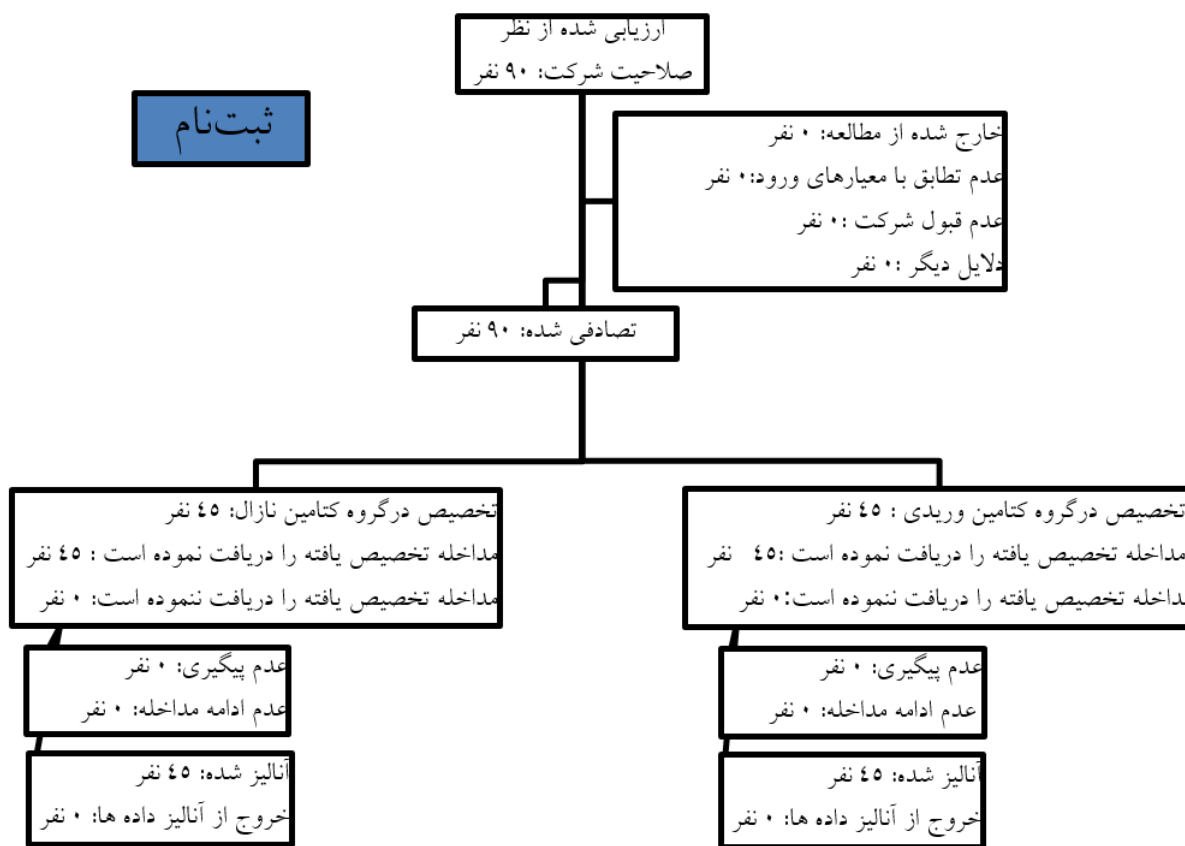 ارزیابی شده از نظر
صلاحیت شرکت: ۹۰ نفر
ثبت‌نام
خارج شده از مطالعه: ۰ نفر
عدم تطابق با معیارهای ورود:۰ نفر
عدم قبول شرکت :۰ نفر
دلایل دیگر :۰ نفر
تصادفی شده: ۹۰ نفر
تخصیص درگروه کتامین وریدی : ٤٥ نفر
مداخله تخصیص یافته را دریافت نموده است :٤٥ نفر
مداخله تخصیص یافته را دریافت ننموده است:۰ نفر
عدم پیگیری: ۰ نفر
عدم ادامه مداخله: ۰ نفر
آنالیز شده: ٤٥ نفر
خروج از آنالیز داده ها: ۰ نفر
تخصیص درگروه کتامین نازال: ٤٥ نفر
مداخله تخصیص یافته را دریافت نموده است : ٤٥ نفر
مداخله تخصیص یافته را دریافت ننموده است: ۰ نفر
عدم پیگیری: ۰ نفر
عدم ادامه مداخله: ۰ نفر
آنالیز شده: ٤٥ نفر
خروج از آنالیز داده ها: ۰ نفر